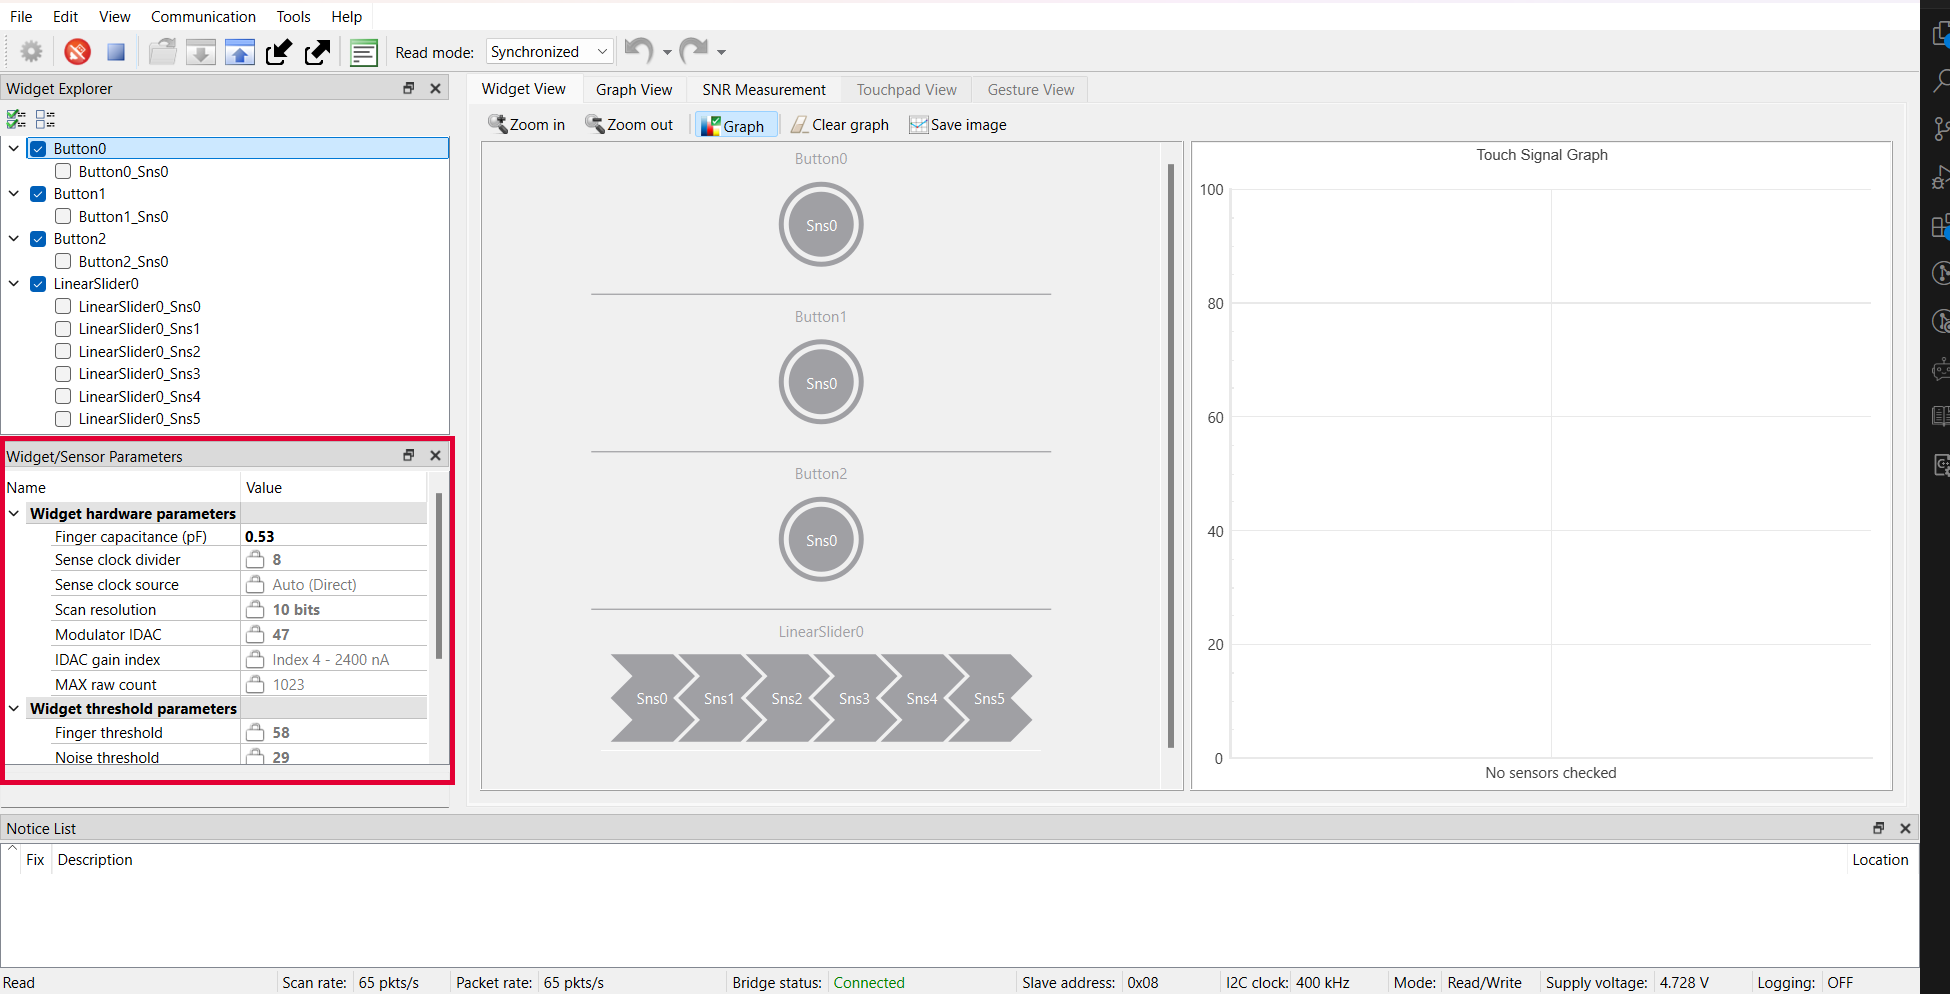 File Edit View Communication Tools Help
Read mode: Synchronized
Widget Explorer
Button0
Button0_Sns0
Button1
Button1_Sns0
Button2
Button2_Sns0
LinearSlider0
LinearSlider0_Sns0
LinearSlider0_Sns1
LinearSlider0_Sns2
LinearSlider0_Sns3
LinearSlider0_Sns4
LinearSlider0_Sns5
Widget/Sensor Parameters
Name Value
Widget hardware parameters
Finger capacitance (pF) 0.53
Sense clock divider 8
Sense clock source Auto (Direct)
Scan resolution 10 bits
Modulator IDAC 47
IDAC gain index Index 4 - 2400 nA
MAX raw count 1023
Widget threshold parameters
Finger threshold 58
Noise threshold 29
Widget View Graph View SNR Measurement Touchpad View Gesture View
Zoom in Zoom out Graph Clear graph Save image
Button0
Sns0
Button1
Sns0
Button2
Sns0
LinearSlider0
Sns0 Sns1 Sns2 Sns3 Sns4 Sns5
Touch Signal Graph
100
80
60
40
20
0
No sensors checked
Notice List
Fix Description Location
Read Scan rate: 65 pkts/s Packet rate: 65 pkts/s Bridge status: Connected Slave address: 0x08 I2C clock: 400 kHz Mode: Read/Write Supply voltage: 4.728 V Logging: OFF